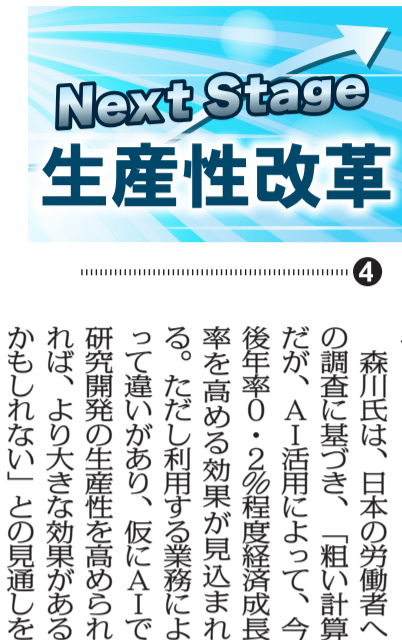 Next Stage
生産性改革
❹
森川氏は、日本の労働者へ
の調査に基づき、「粗い計算
だが、AI活用によって、今
後年率0・2%程度経済成長
率を高める効果が見込まれ
る。ただし利用する業務によ
って違いがあり、仮にAIで
研究開発の生産性を高められ
れば、より大きな効果がある
かもしれない」との見通しを